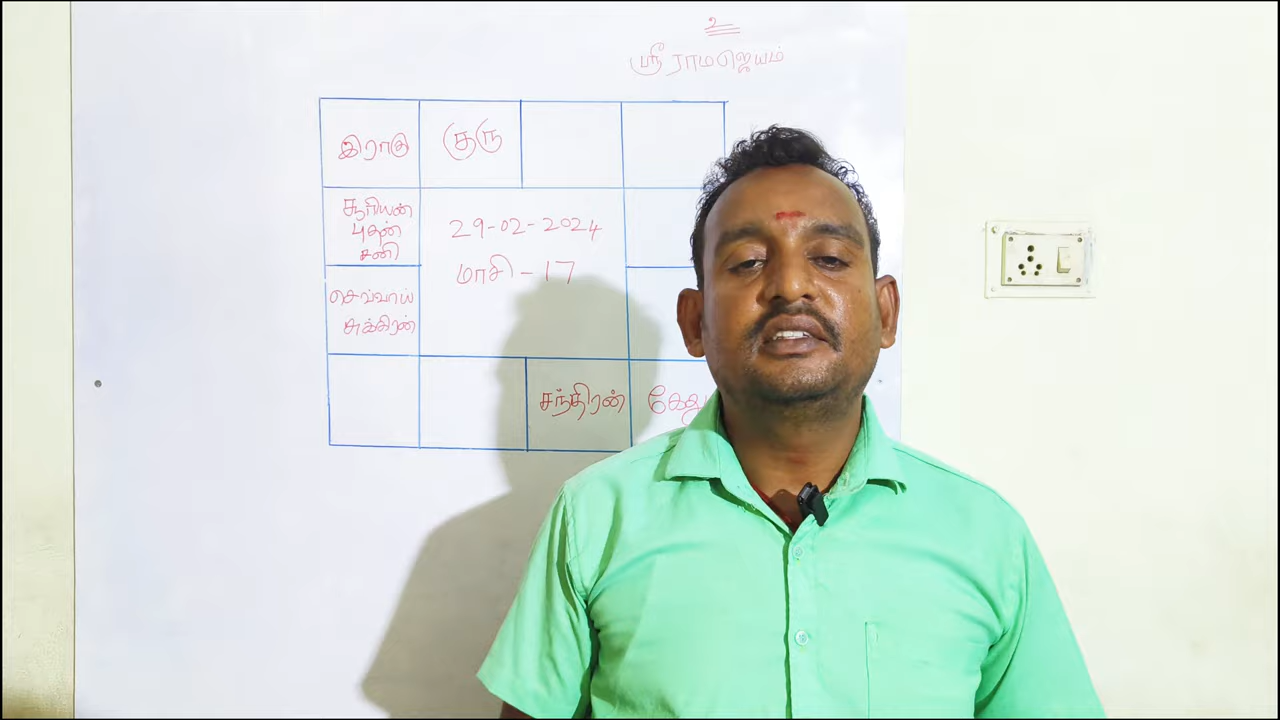 உ
ஸ்ரீ ராமஜெயம்
இராகு
குரு
சூரியன்
புதன்
சனி
29-02-2024
மாசி - 17
செவ்வாய்
சுக்கிரன்
சந்திரன்
கேது